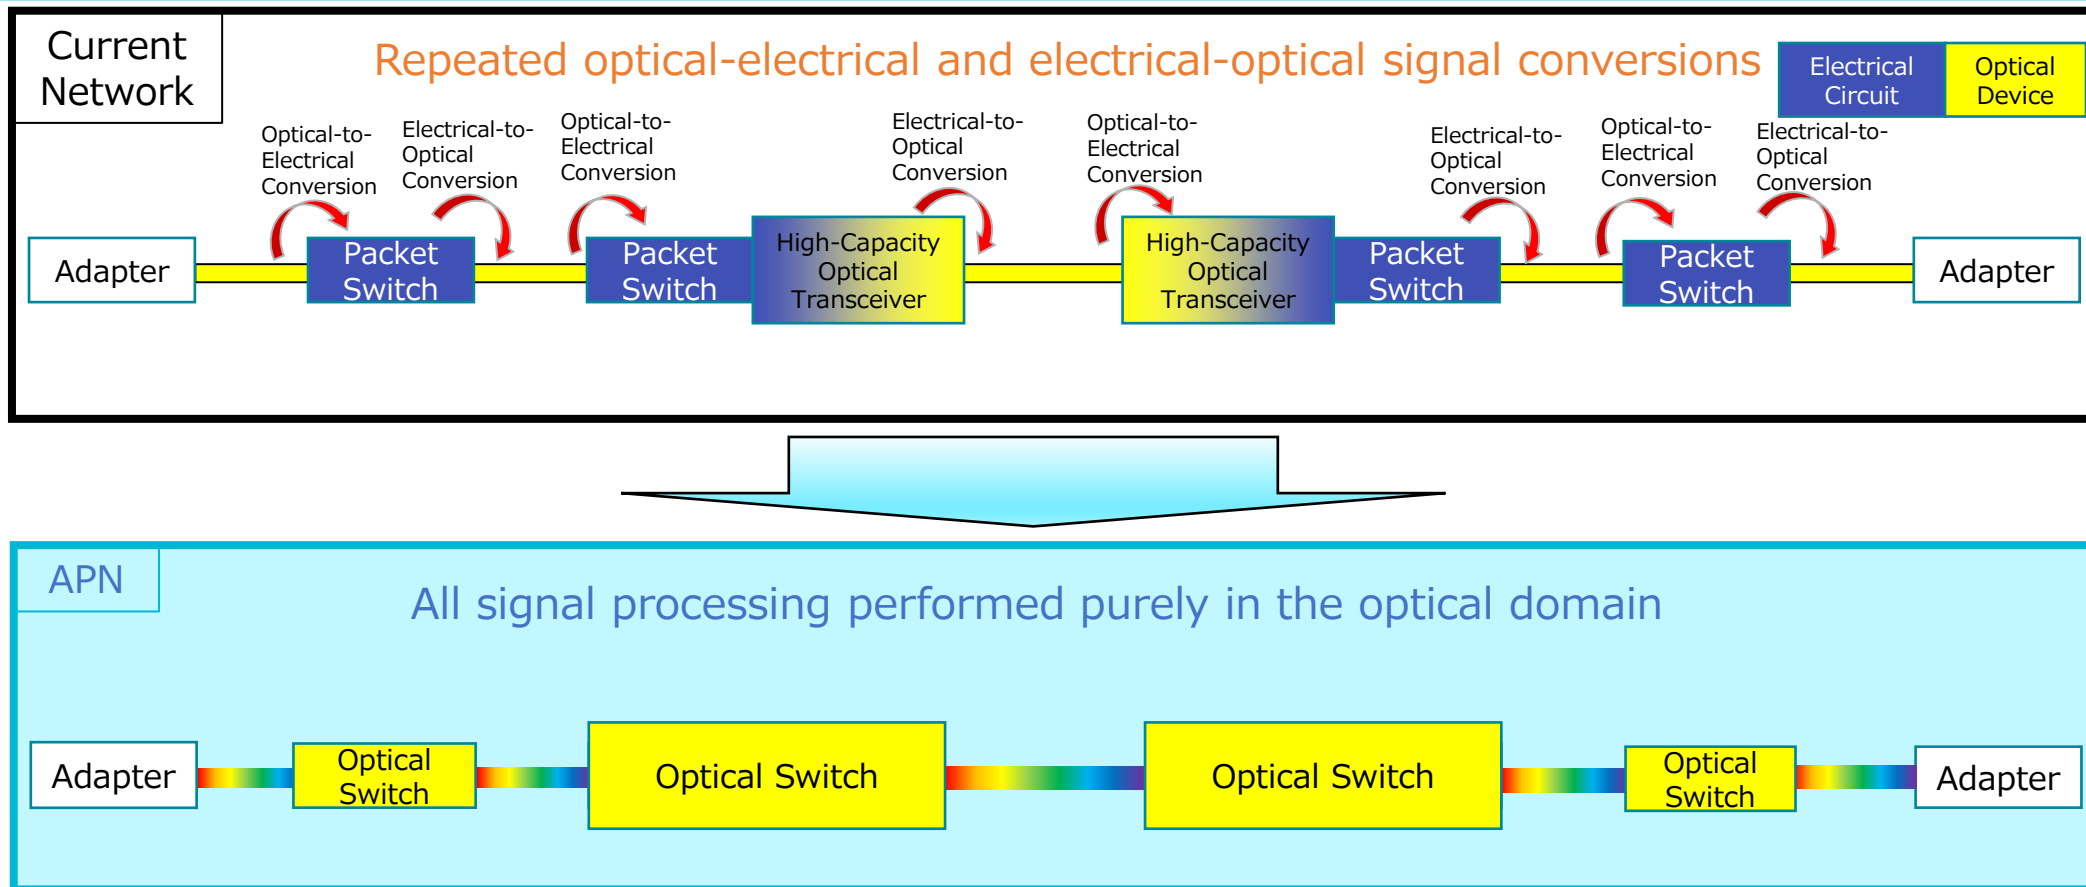 Current
Network
Repeated optical-electrical and electrical-optical signal conversions
Electrical
Circuit
Optical
Device
Optical-to-
Electrical
Conversion
Electrical-to-
Optical
Conversion
Optical-to-
Electrical
Conversion
Electrical-to-
Optical
Conversion
Optical-to-
Electrical
Conversion
Electrical-to-
Optical
Conversion
Optical-to-
Electrical
Conversion
Electrical-to-
Optical
Conversion
Adapter
Packet
Switch
Packet
Switch
High-Capacity
Optical
Transceiver
High-Capacity
Optical
Transceiver
Packet
Switch
Packet
Switch
Adapter
APN
All signal processing performed purely in the optical domain
Adapter
Optical
Switch
Optical Switch
Optical Switch
Optical
Switch
Adapter